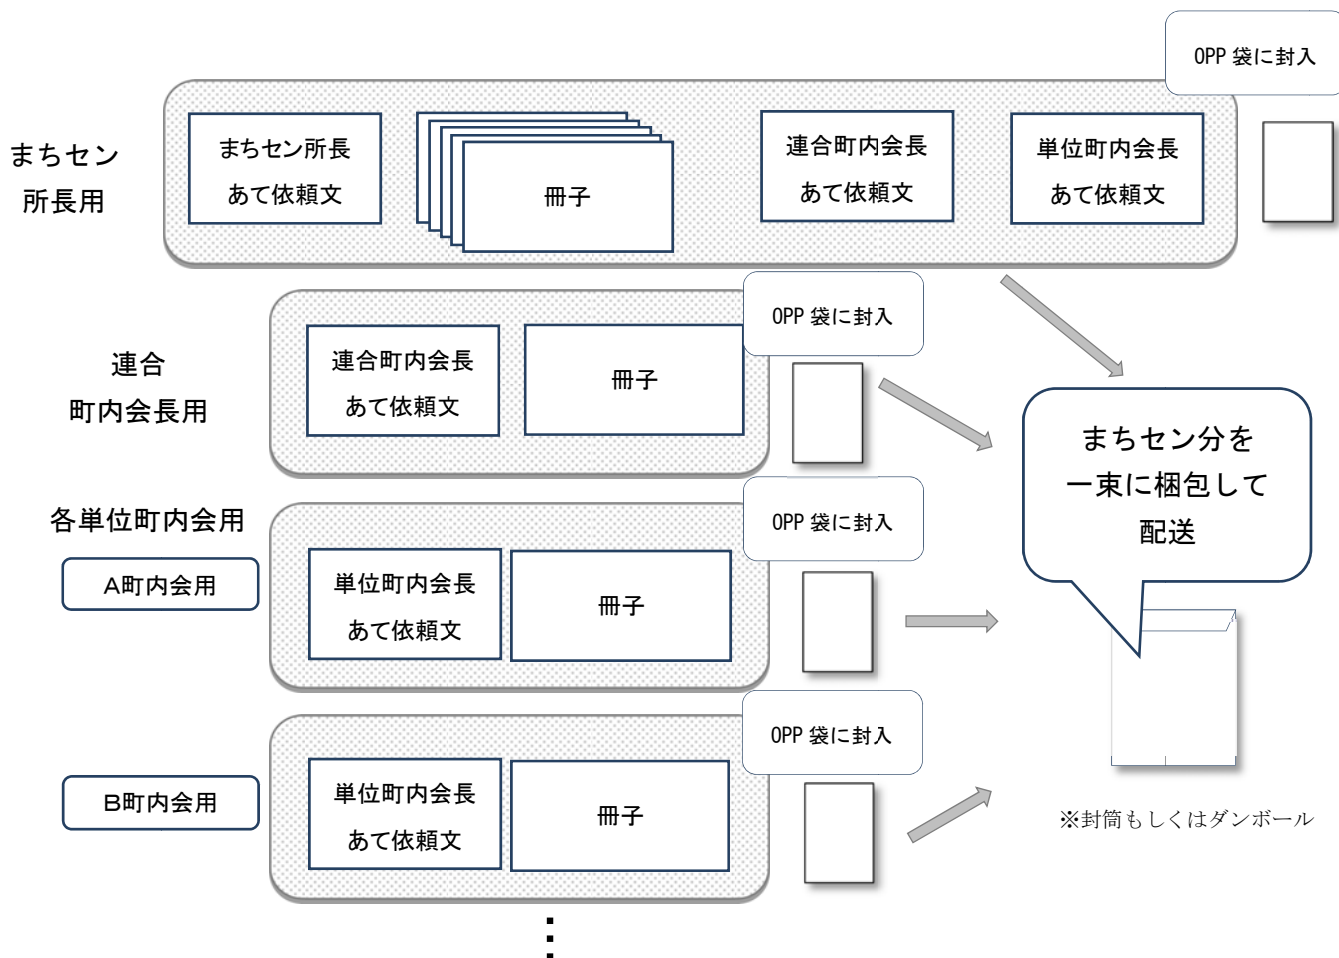 OPP 袋に封入
まちセン
所長用
まちセン所長
あて依頼文
冊子
連合町内会長
あて依頼文
単位町内会長
あて依頼文
連合
町内会長用
連合町内会長
あて依頼文
冊子
OPP 袋に封入
まちセン分を
一束に梱包して
配送
各単位町内会用
A町内会用
単位町内会長
あて依頼文
冊子
OPP 袋に封入
B町内会用
単位町内会長
あて依頼文
冊子
OPP 袋に封入
※封筒もしくはダンボール